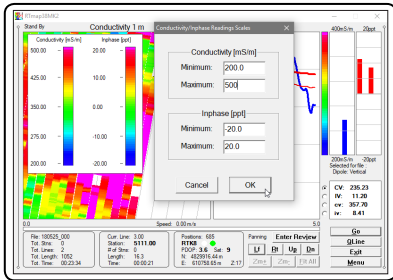 RTmap38MK2
Stand By
Conductivity 1 m
Conductivity [mS/m]
Inphase [ppt]
500.00
20.00
425.00
10.00
350.00
0.00
275.00
-10.00
200.00
-20.00
Conductivity/Inphase Readings Scales
Conductivity [mS/m]
Minimum: 200.0
Maximum: 500
Inphase [ppt]
Minimum: -20.0
Maximum: 20.0
Cancel
OK
400mS/m
20ppt
200mS/m
-20ppt
Selected for file:
Dipole: Vertical
CV: 235.23
IV: 11.20
cv: 357.70
iv: 8.41
0.0
Speed: 0.00 m/s
5.0
File: 180525_000
Tot. Stns: 0
Tot. Lines: 2
Tot. Length: 1052
Time: 00:23:34
Curr. Line: 3.00
Station: 5111.00
# of Stns: 0
Length: 16.3
Time: 00:00:21
Positions: 685
RTK8
PDOP: 3.6 Sat: 9
N: 4829916.44 m
E: 610758.65 m Z:17
Panning
Enter Review
Lf
Rt
Up
Dn
Zm+
Zm-
Fit All
Go
QLine
Exit
Menu